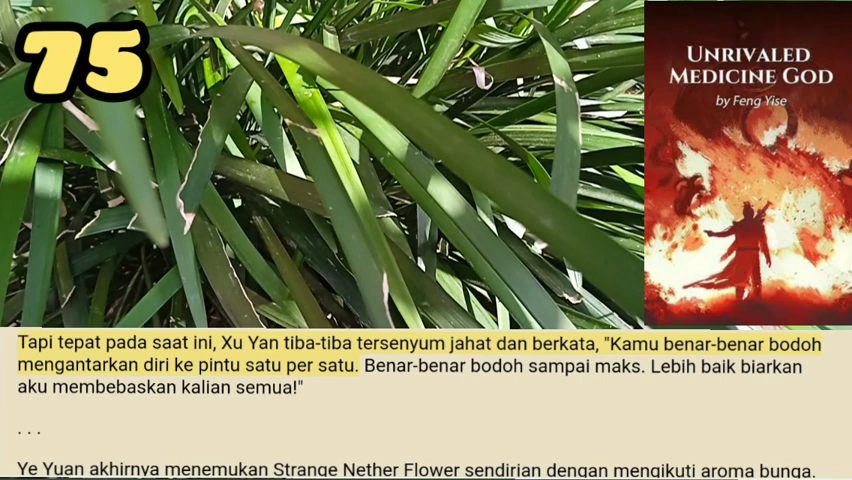 75
UNRIVALED
MEDICINE GOD
by Feng Yise
Tapi tepat pada saat ini, Xu Yan tiba-tiba tersenyum jahat dan berkata, "Kamu benar-benar bodoh
mengantarkan diri ke pintu satu per satu. Benar-benar bodoh sampai maks. Lebih baik biarkan
aku membebaskan kalian semua!"
. . .
Ye Yuan akhirnya menemukan Strange Nether Flower sendirian dengan mengikuti aroma bunga.